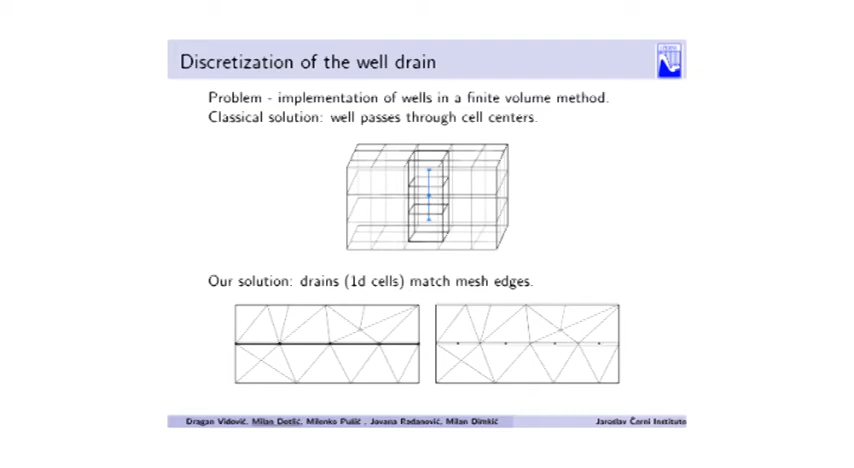 Discretization of the well drain
Problem - implementation of wells in a finite volume method.
Classical solution: well passes through cell centers.
Our solution: drains (1d cells) match mesh edges.
Dragan Vidović, Milan Dotlić, Milenko Pušić , Jovana Radanović, Milan Dimkić
Jaroslav Černi Institute